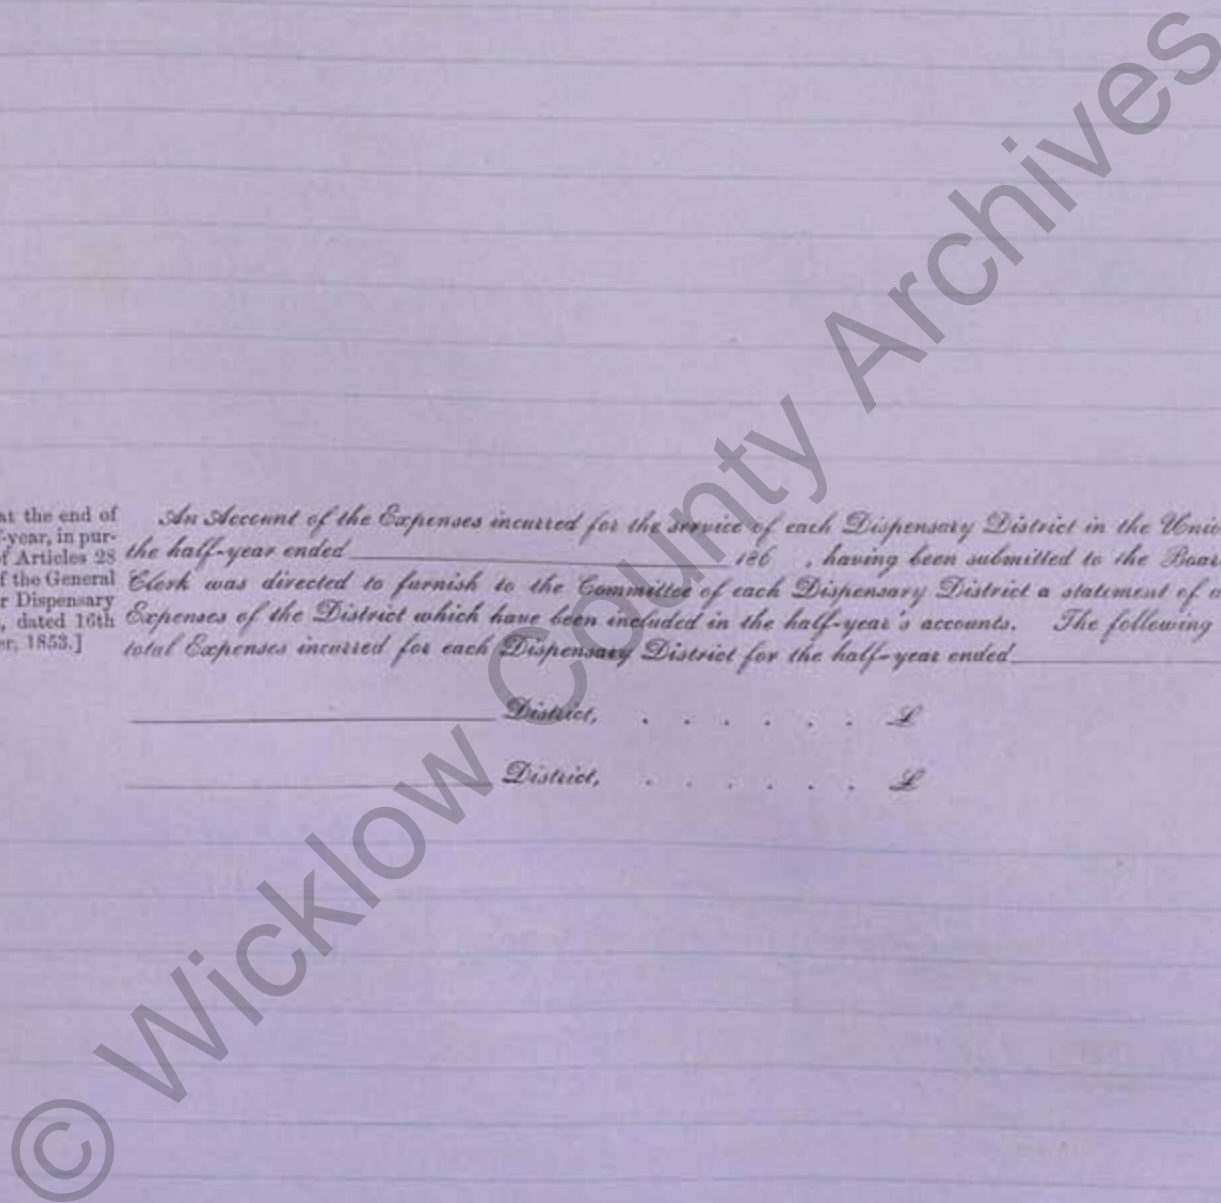 at the end of
-year, in pur-
of Articles 28
of the General
r Dispensary
, dated 16th
er, 1853.]
An Account of the Expenses incurred for the service of each Dispensary District in the Unio
the half-year ended 186 , having been submitted to the Boar
Clerk was directed to furnish to the Committee of each Dispensary District a statement of a
Expenses of the District which have been included in the half-year's accounts. The following
total Expenses incurred for each Dispensary District for the half-year ended
District, . . . . . . £
District, . . . . . . £
© Wicklow County Archives